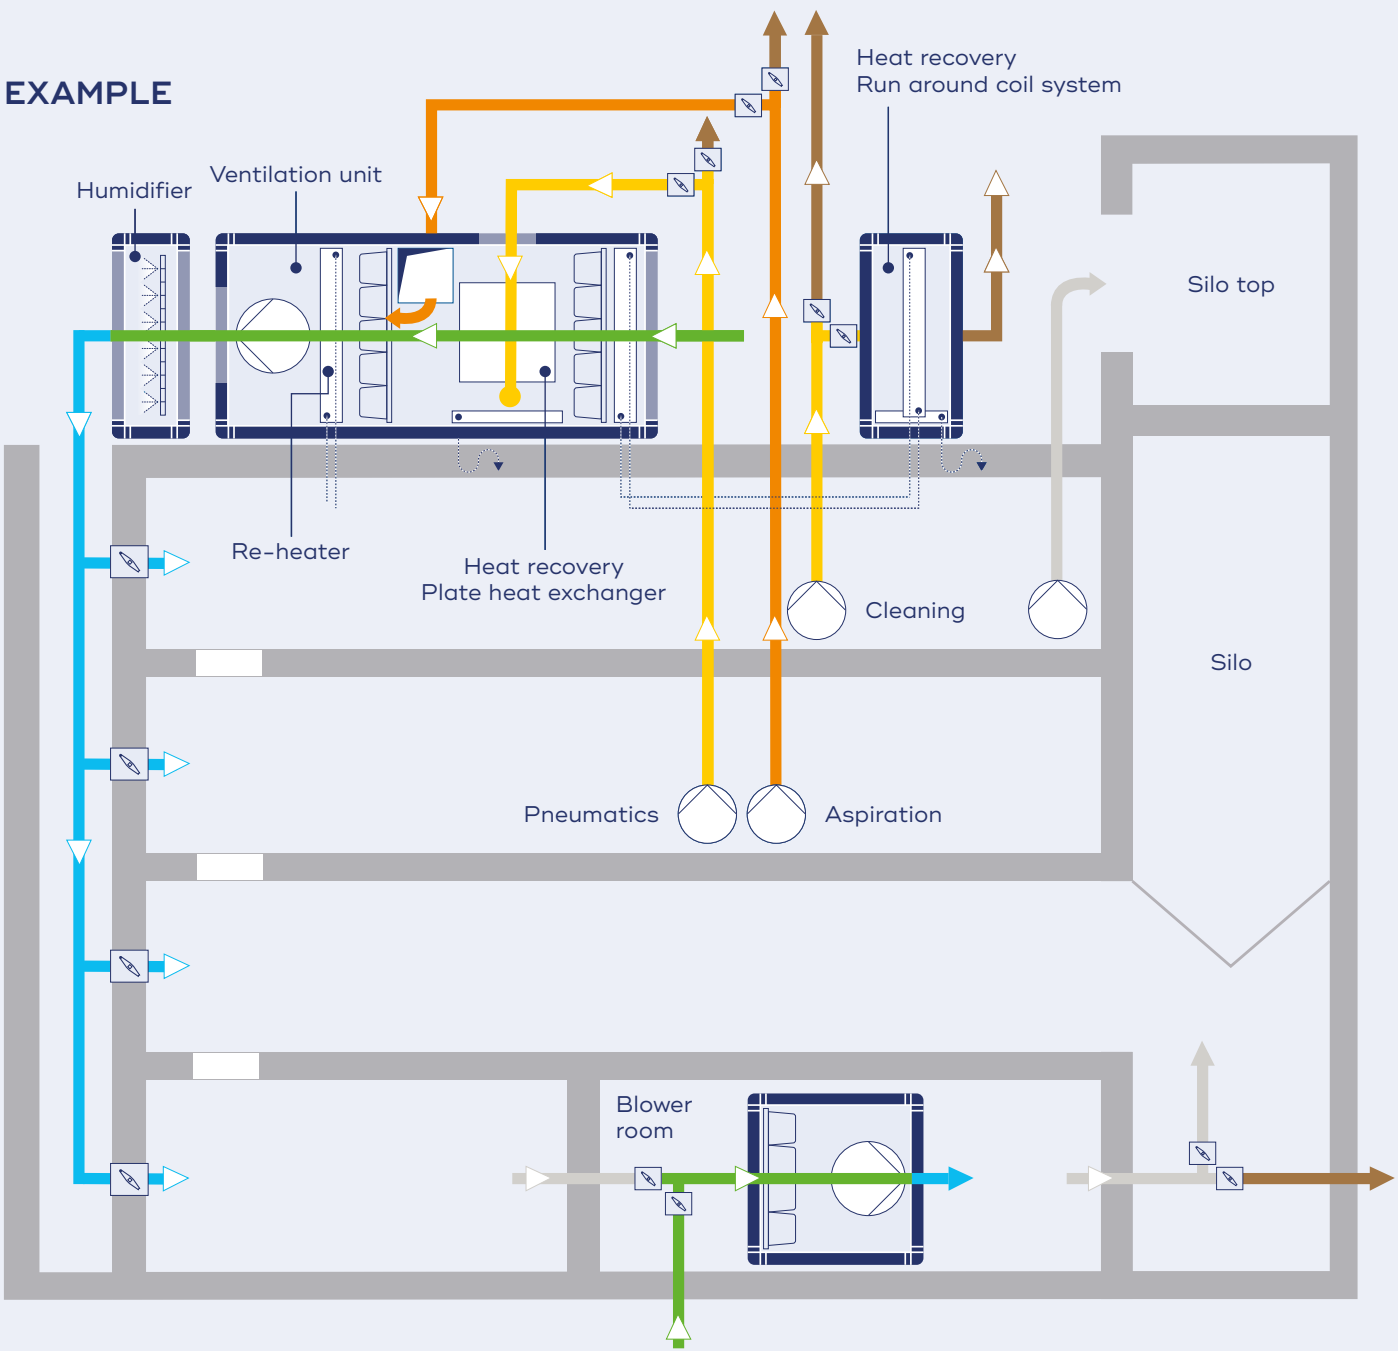 EXAMPLE
Heat recovery
Run around coil system
Humidifier
Ventilation unit
Silo top
Re-heater
Heat recovery
Plate heat exchanger
Cleaning
Silo
Pneumatics
Aspiration
Blower
room